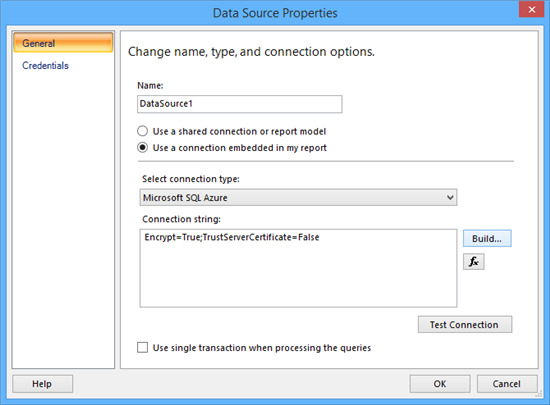 Data Source Properties
General
Credentials
Change name, type, and connection options.
Name:
DataSource1
Use a shared connection or report model
Use a connection embedded in my report
Select connection type:
Microsoft SQL Azure
Connection string:
Encrypt=True;TrustServerCertificate=False
Build...
fx
Test Connection
Use single transaction when processing the queries
Help
OK
Cancel